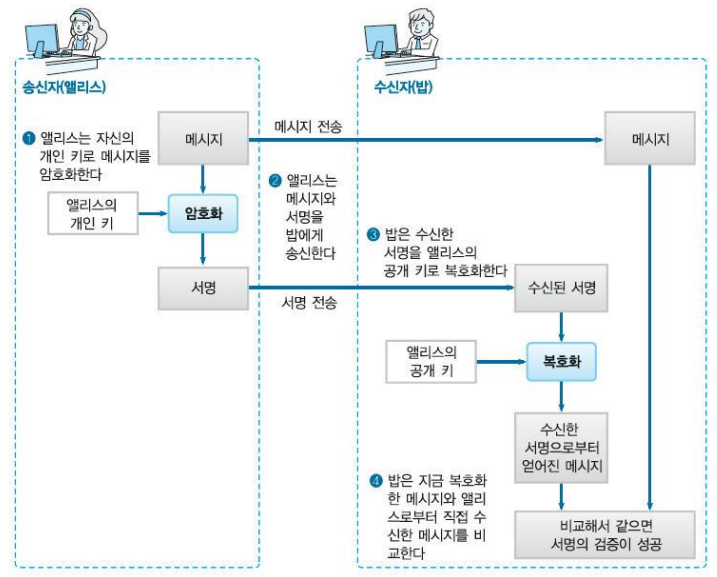 송신자(앨리스)
❶ 앨리스는 자신의
개인 키로 메시지를
암호화한다
메시지
앨리스의
개인 키
암호화
서명
메시지 전송
❷ 앨리스는
메시지와
서명을
밥에게
송신한다
서명 전송
수신자(밥)
메시지
❸ 밥은 수신한
서명을 앨리스의
공개 키로 복호화한다
수신된 서명
앨리스의
공개 키
복호화
수신한
서명으로부터
얻어진 메시지
❹ 밥은 지금 복호화
한 메시지와 앨리
스로부터 직접 수
신한 메시지를 비
교한다
비교해서 같으면
서명의 검증이 성공